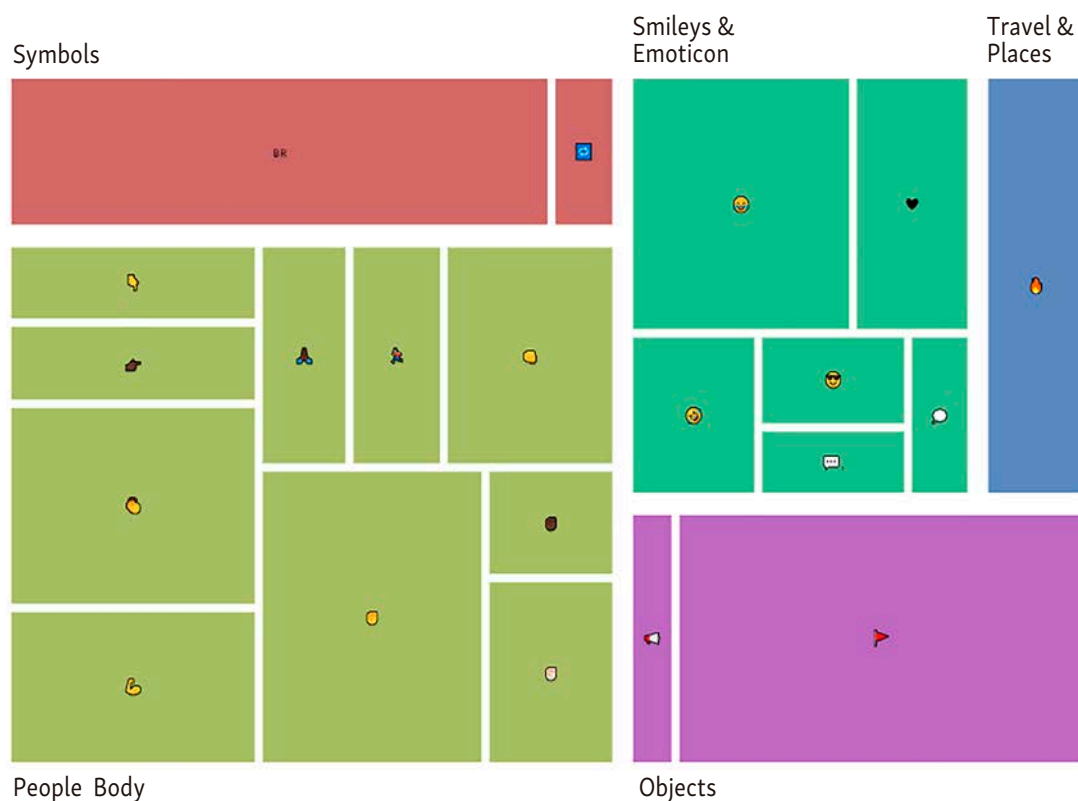 Symbols
Smileys &
Emoticon
Travel &
Places
BR
People Body
Objects